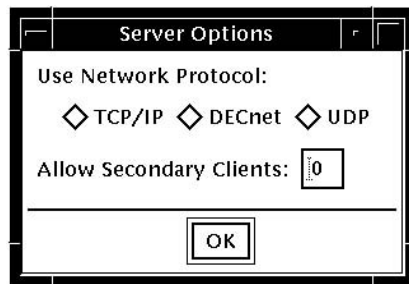 Server Options
Use Network Protocol:
TCP/IP DECnet UDP
Allow Secondary Clients: 0
OK